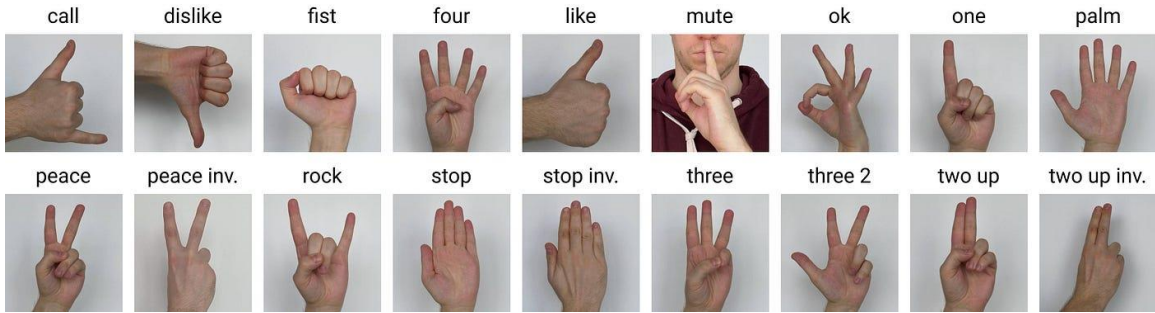 call dislike fist four like mute ok one palm
peace peace inv. rock stop stop inv. three three 2 two up two up inv.